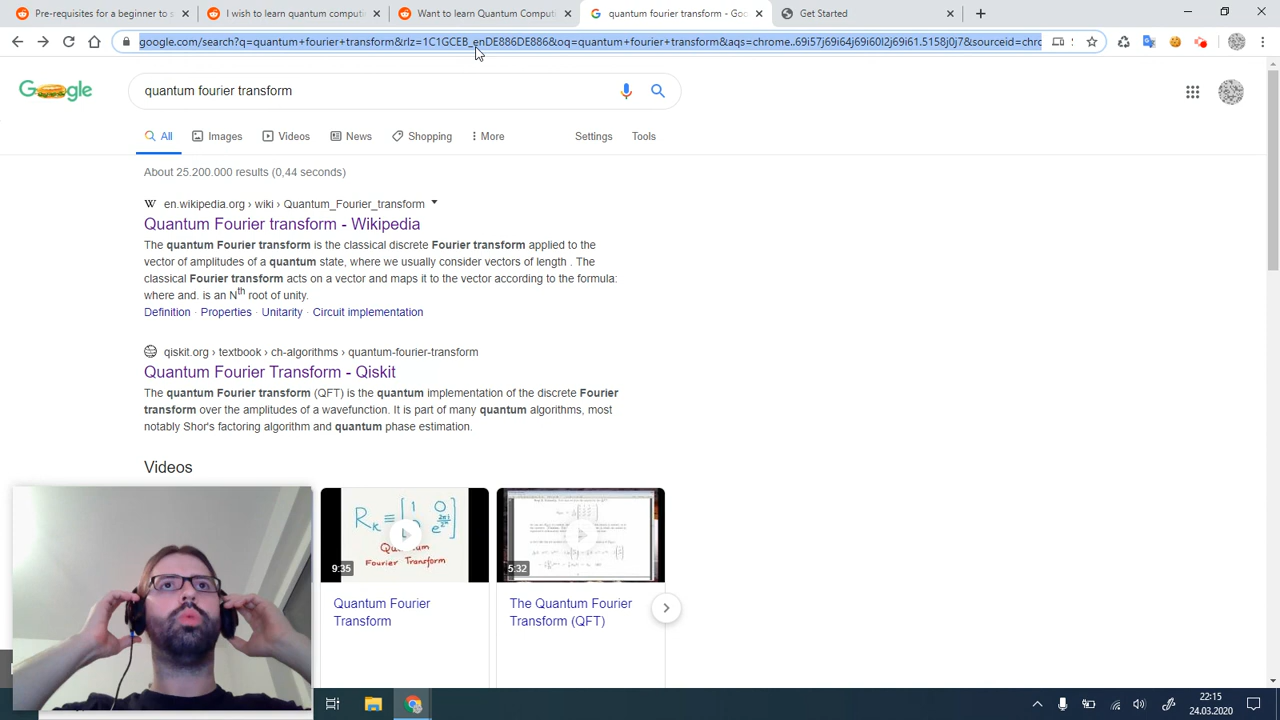 Pre-requisites for a beginner to s
I wish to learn quantum computi
Want to learn Quantum Computi
quantum fourier transform - Goo
Get Started
google.com/search?q=quantum+fourier+transform&rlz=1C1GCEB_enDE886DE886&oq=quantum+fourier+transform&aqs=chrome..69i57j69i64j69i60l2j69i61.5158j0j7&sourceid=chro
Google
quantum fourier transform
All
Images
Videos
News
Shopping
More
Settings
Tools
About 25.200.000 results (0,44 seconds)
W en.wikipedia.org › wiki › Quantum_Fourier_transform
Quantum Fourier transform - Wikipedia
The quantum Fourier transform is the classical discrete Fourier transform applied to the
vector of amplitudes of a quantum state, where we usually consider vectors of length . The
classical Fourier transform acts on a vector and maps it to the vector according to the formula:
where and. is an Nth root of unity.
Definition · Properties · Unitarity · Circuit implementation
qiskit.org › textbook › ch-algorithms › quantum-fourier-transform
Quantum Fourier Transform - Qiskit
The quantum Fourier transform (QFT) is the quantum implementation of the discrete Fourier
transform over the amplitudes of a wavefunction. It is part of many quantum algorithms, most
notably Shor's factoring algorithm and quantum phase estimation.
Videos
Quantum
Fourier Transform
9:35
5:32
Quantum Fourier
Transform
The Quantum Fourier
Transform (QFT)
22:15
24.03.2020